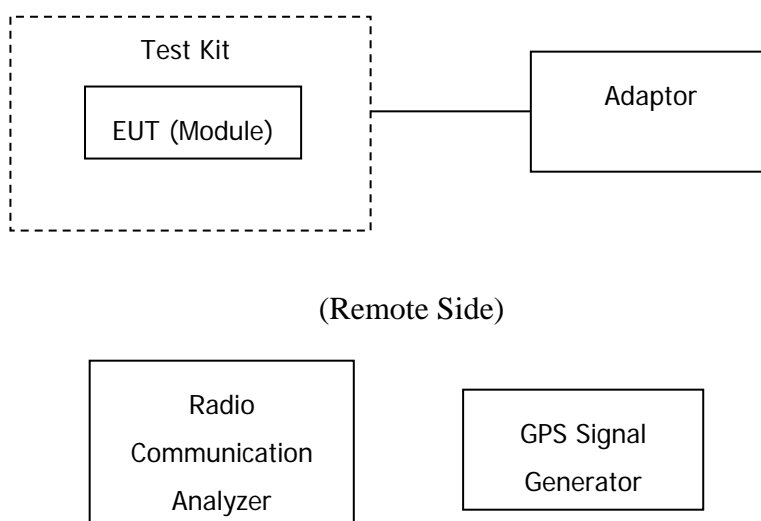 Test Kit
EUT (Module)
Adaptor
(Remote Side)
Radio
Communication
Analyzer
GPS Signal
Generator